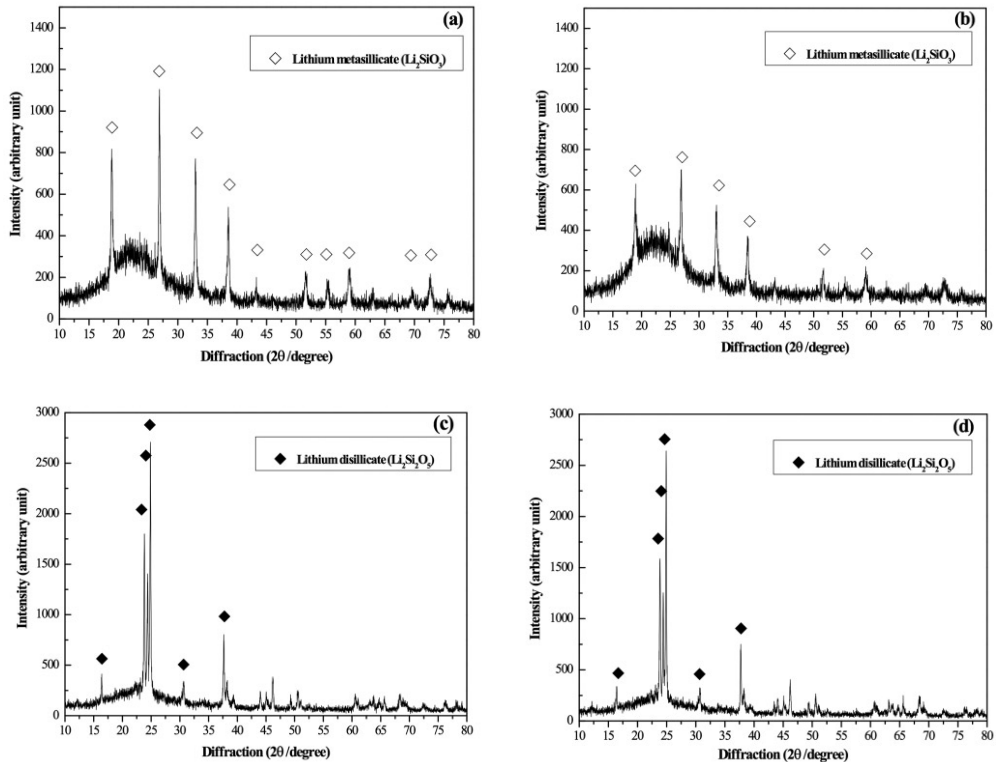 (a)
1400
1200
1000
800
600
400
200
0
Intensity (arbitrary unit)
Lithium metasillicate (Li₂SiO₃)
10 15 20 25 30 35 40 45 50 55 60 65 70 75 80
Diffraction (2θ/degree)
(b)
1400
1200
1000
800
600
400
200
0
Intensity (arbitrary unit)
Lithium metasillicate (Li₂SiO₃)
10 15 20 25 30 35 40 45 50 55 60 65 70 75 80
Diffraction (2θ/degree)
(c)
3000
2500
2000
1500
1000
500
0
Intensity (arbitrary unit)
Lithium disillicate (Li₂Si₂O₅)
10 15 20 25 30 35 40 45 50 55 60 65 70 75 80
Diffraction (2θ/degree)
(d)
3000
2500
2000
1500
1000
500
0
Intensity (arbitrary unit)
Lithium disillicate (Li₂Si₂O₅)
10 15 20 25 30 35 40 45 50 55 60 65 70 75 80
Diffraction (2θ/degree)